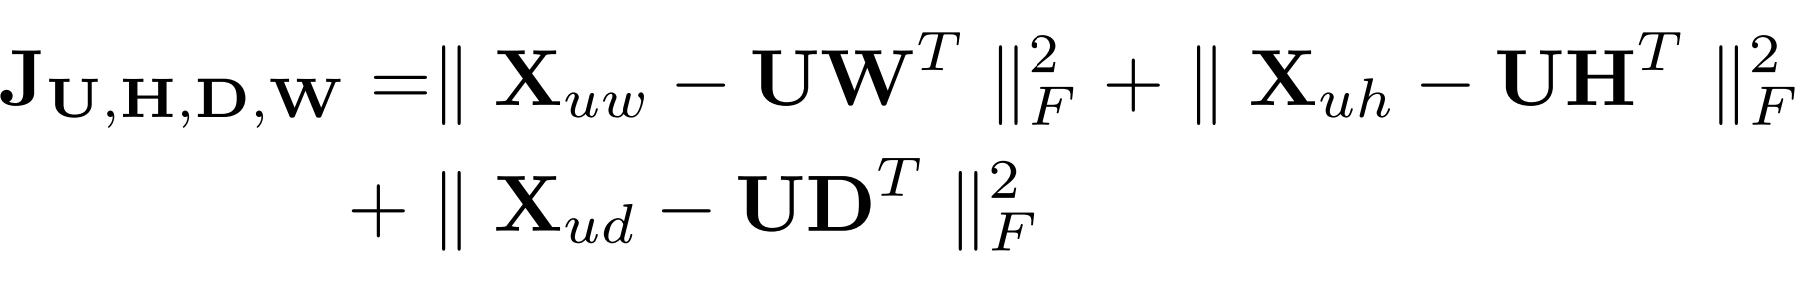 J_{U,H,D,W} =∥ X_{uw} − UW^T ∥_F^2 + ∥ X_{uh} − UH^T ∥_F^2
+ ∥ X_{ud} − UD^T ∥_F^2